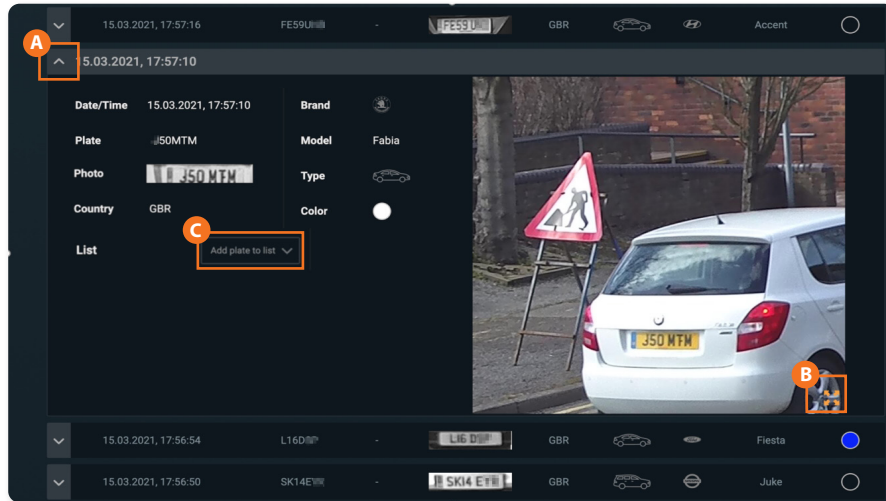 15.03.2021, 17:57:16 FE59U - FE59 U GBR Accent
A
15.03.2021, 17:57:10
Date/Time 15.03.2021, 17:57:10 Brand
Plate J50MTM Model Fabia
Photo J50 MTM Type
Country GBR Color
C
List Add plate to list
J50 MTM
B
15.03.2021, 17:56:54 L16D - L16 D GBR Fiesta
15.03.2021, 17:56:50 SK14E - SK14 E GBR Juke